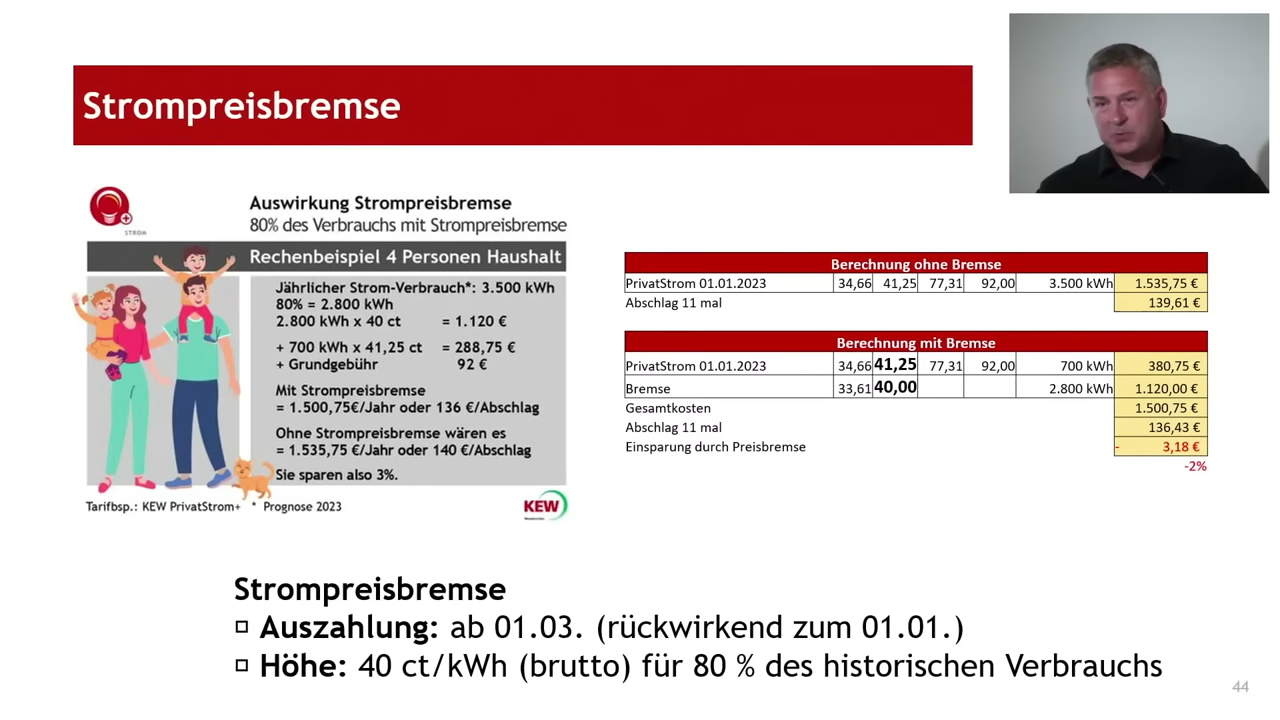 Strompreisbremse
STROM
Auswirkung Strompreisbremse
80% des Verbrauchs mit Strompreisbremse
Rechenbeispiel 4 Personen Haushalt
Jährlicher Strom-Verbrauch*: 3.500 kWh
80% = 2.800 kWh
2.800 kWh x 40 ct = 1.120 €
+ 700 kWh x 41,25 ct = 288,75 €
+ Grundgebühr 92 €
Mit Strompreisbremse
= 1.500,75€/Jahr oder 136 €/Abschlag
Ohne Strompreisbremse wären es
= 1.535,75 €/Jahr oder 140 €/Abschlag
Sie sparen also 3%.
Tarifbsp.: KEW PrivatStrom+ * Prognose 2023
KEW
Berechnung ohne Bremse
PrivatStrom 01.01.2023 34,66 41,25 77,31 92,00 3.500 kWh 1.535,75 €
Abschlag 11 mal 139,61 €
Berechnung mit Bremse
PrivatStrom 01.01.2023 34,66 41,25 77,31 92,00 700 kWh 380,75 €
Bremse 33,61 40,00 2.800 kWh 1.120,00 €
Gesamtkosten 1.500,75 €
Abschlag 11 mal 136,43 €
Einsparung durch Preisbremse - 3,18 €
-2%
Strompreisbremse
Auszahlung: ab 01.03. (rückwirkend zum 01.01.)
Höhe: 40 ct/kWh (brutto) für 80 % des historischen Verbrauchs
44